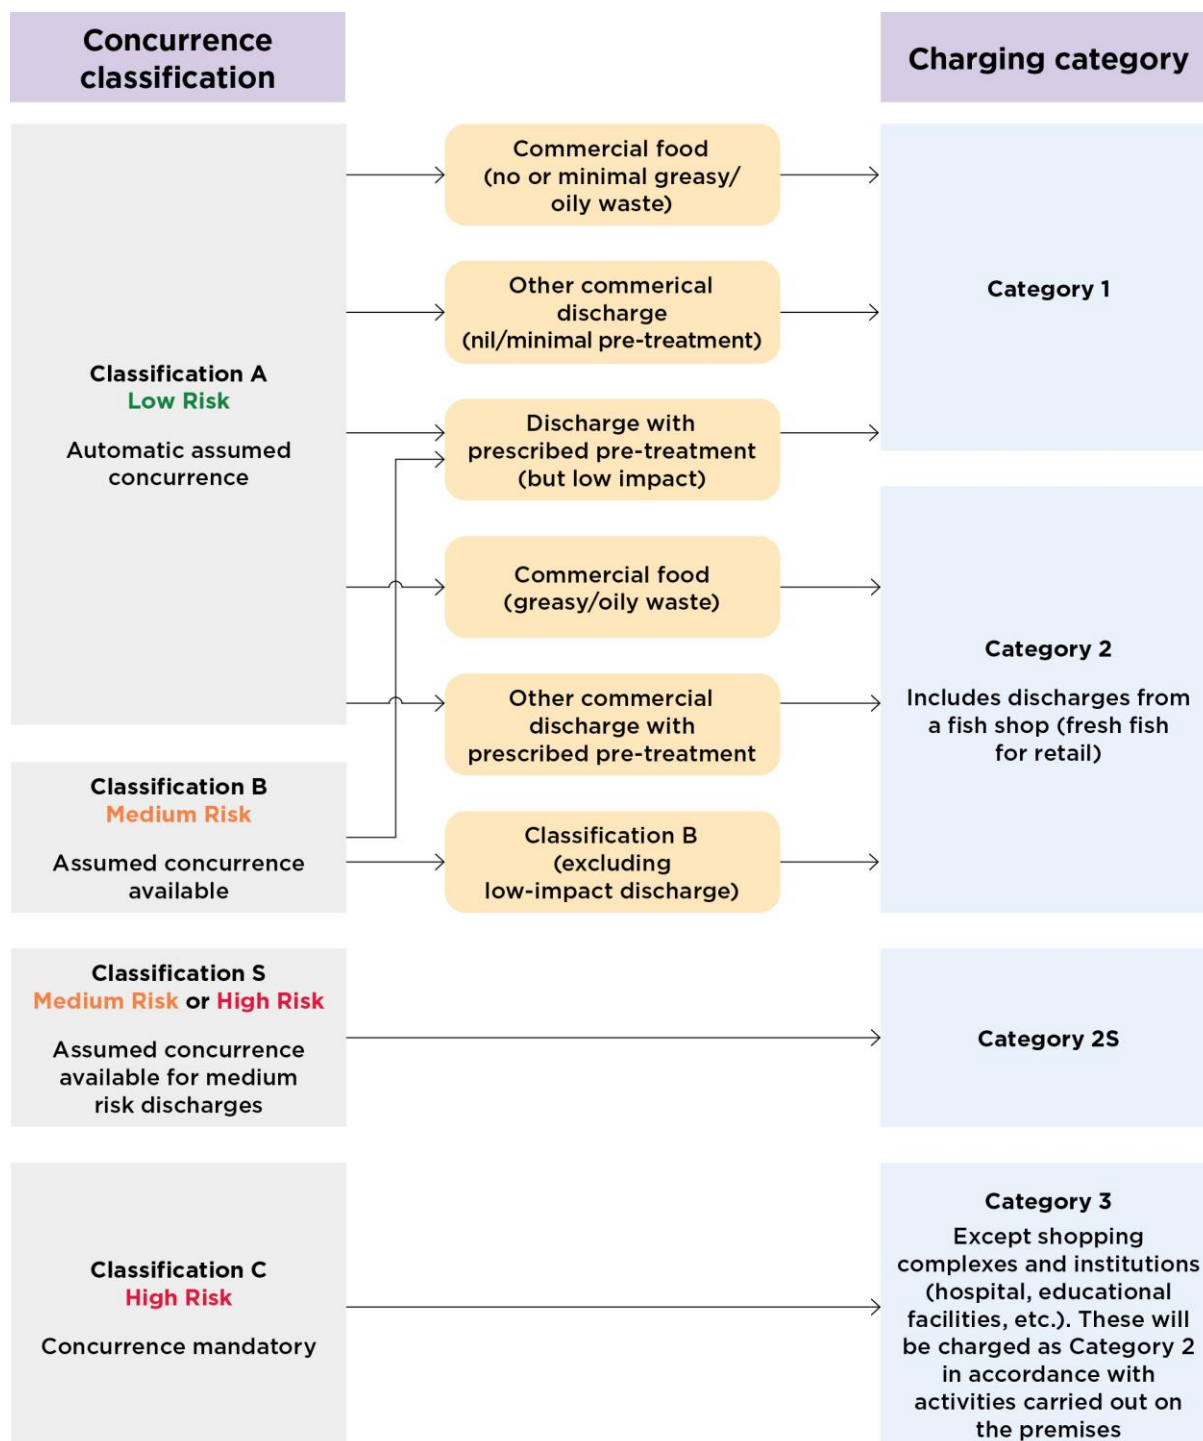 Concurrence
classification
Charging category
Classification A
Low Risk
Automatic assumed
concurrence
Commercial food
(no or minimal greasy/
oily waste)
Other commerical
discharge
(nil/minimal pre-treatment)
Discharge with
prescribed pre-treatment
(but low impact)
Commercial food
(greasy/oily waste)
Other commercial
discharge with
prescribed pre-treatment
Category 1
Category 2
Includes discharges from
a fish shop (fresh fish
for retail)
Classification B
Medium Risk
Assumed concurrence
available
Classification B
(excluding
low-impact discharge)
Classification S
Medium Risk or High Risk
Assumed concurrence
available for medium
risk discharges
Category 2S
Classification C
High Risk
Concurrence mandatory
Category 3
Except shopping
complexes and institutions
(hospital, educational
facilities, etc.). These will
be charged as Category 2
in accordance with
activities carried out on
the premises